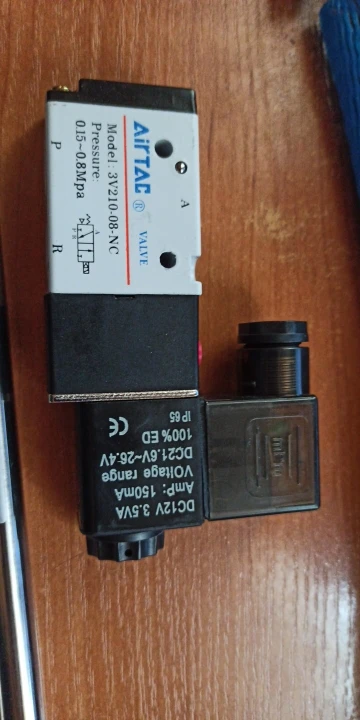 AirTAC ® VALVE
Model: 3V210-08-NC
Pressure:
0.15~0.8Mpa
A
P
R
DC12V 3.5VA
AmP: 150mA
VOltage range
DC21.6V~26.4V
100% ED
IP 65
CE